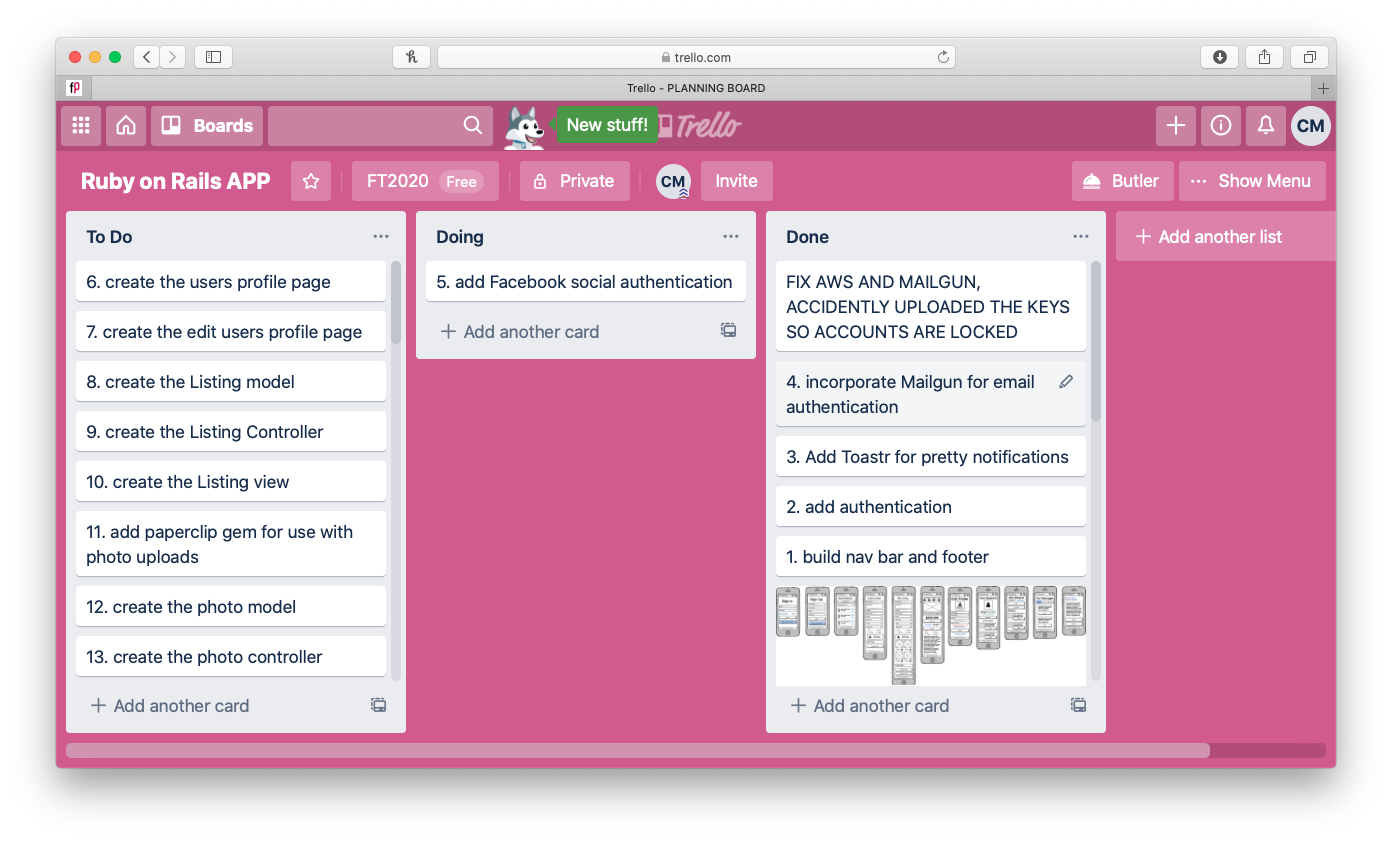 trello.com
fp
Trello - PLANNING BOARD
Boards
New stuff!
Trello
CM
Ruby on Rails APP
FT2020 Free
Private
CM
Invite
Butler
Show Menu
To Do
6. create the users profile page
7. create the edit users profile page
8. create the Listing model
9. create the Listing Controller
10. create the Listing view
11. add paperclip gem for use with
photo uploads
12. create the photo model
13. create the photo controller
+ Add another card
Doing
5. add Facebook social authentication
+ Add another card
Done
FIX AWS AND MAILGUN,
ACCIDENTLY UPLOADED THE KEYS
SO ACCOUNTS ARE LOCKED
4. incorporate Mailgun for email
authentication
3. Add Toastr for pretty notifications
2. add authentication
1. build nav bar and footer
Sign In
Sign Up
+ Add another card
+ Add another list